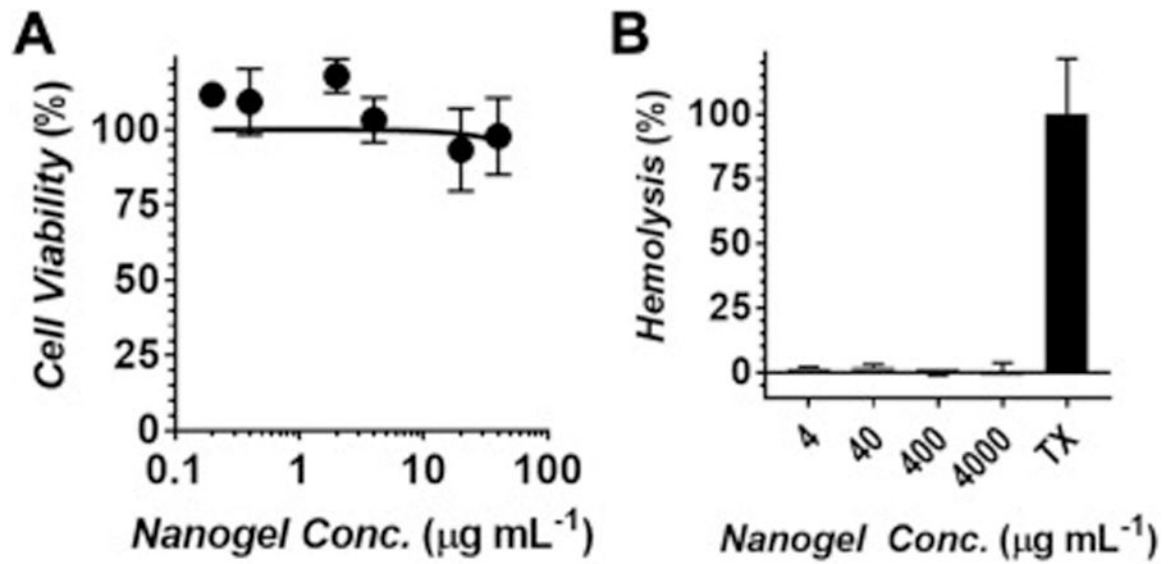 A
Cell Viability (%)
100
75
50
25
0
0.1 1 10 100
Nanogel Conc. (μg mL⁻¹)
B
Hemolysis (%)
100
75
50
25
0
4 40 400 4000 TX
Nanogel Conc. (μg mL⁻¹)